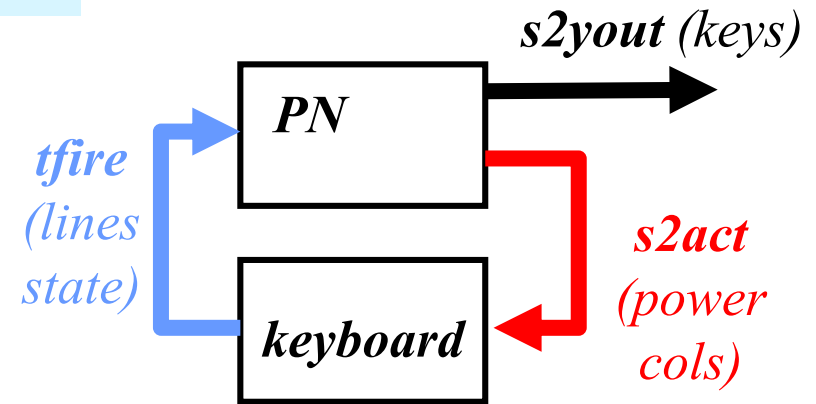 s2yout (keys)
PN
tfire
(lines
state)
s2act
(power
cols)
keyboard